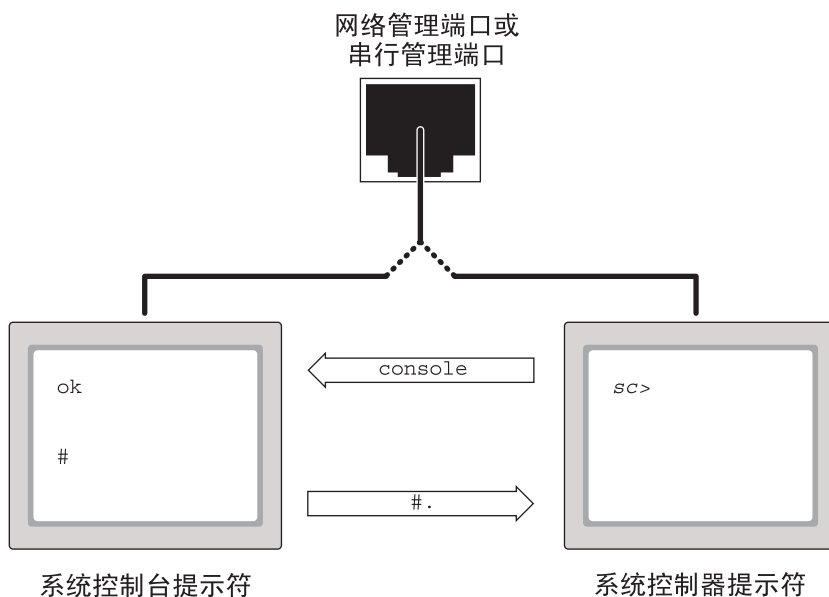 网络管理端口或
串行管理端口
console
ok
sc>
#
#.
系统控制台提示符
系统控制器提示符